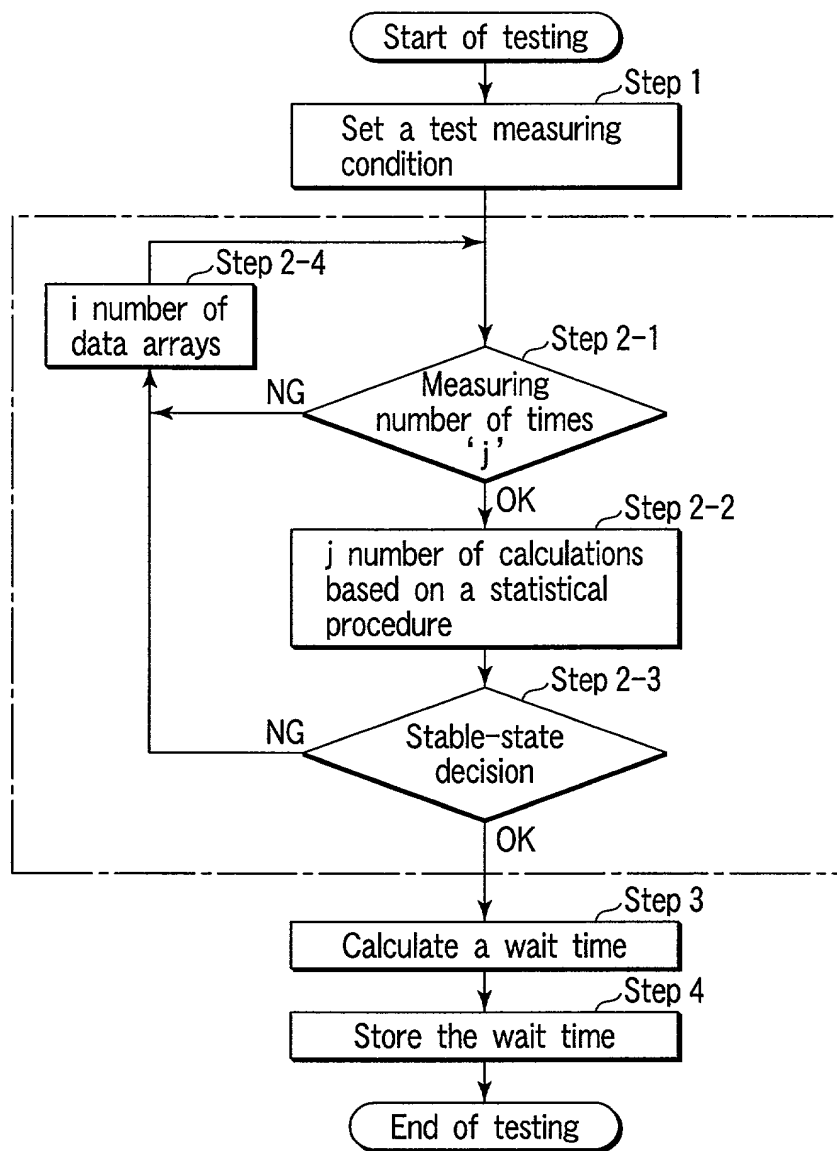 Start of testing
Step 1
Set a test measuring
condition
Step 2-4
i number of
data arrays
Step 2-1
Measuring
number of times
‘j’
NG
OK
Step 2-2
j number of calculations
based on a statistical
procedure
Step 2-3
Stable-state
decision
NG
OK
Step 3
Calculate a wait time
Step 4
Store the wait time
End of testing